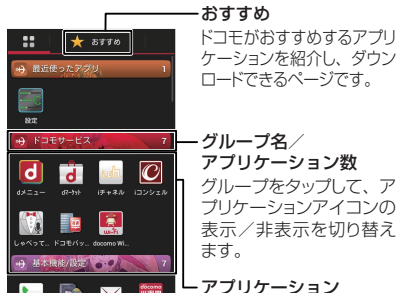 おすすめ
おすすめ
ドコモがおすすめするアプリ
ケーションを紹介し、ダウン
ロードできるページです。
最近使ったアプリ 1
設定
ドコモサービス 7
グループ名／
アプリケーション数
グループをタップして、ア
プリケーションアイコンの
表示／非表示を切り替え
ます。
dメニュー dマーケット iチャネル iコンシェル
しゃべって... ドコモバッ... docomo Wi...
基本機能/設定 7
アプリケーション